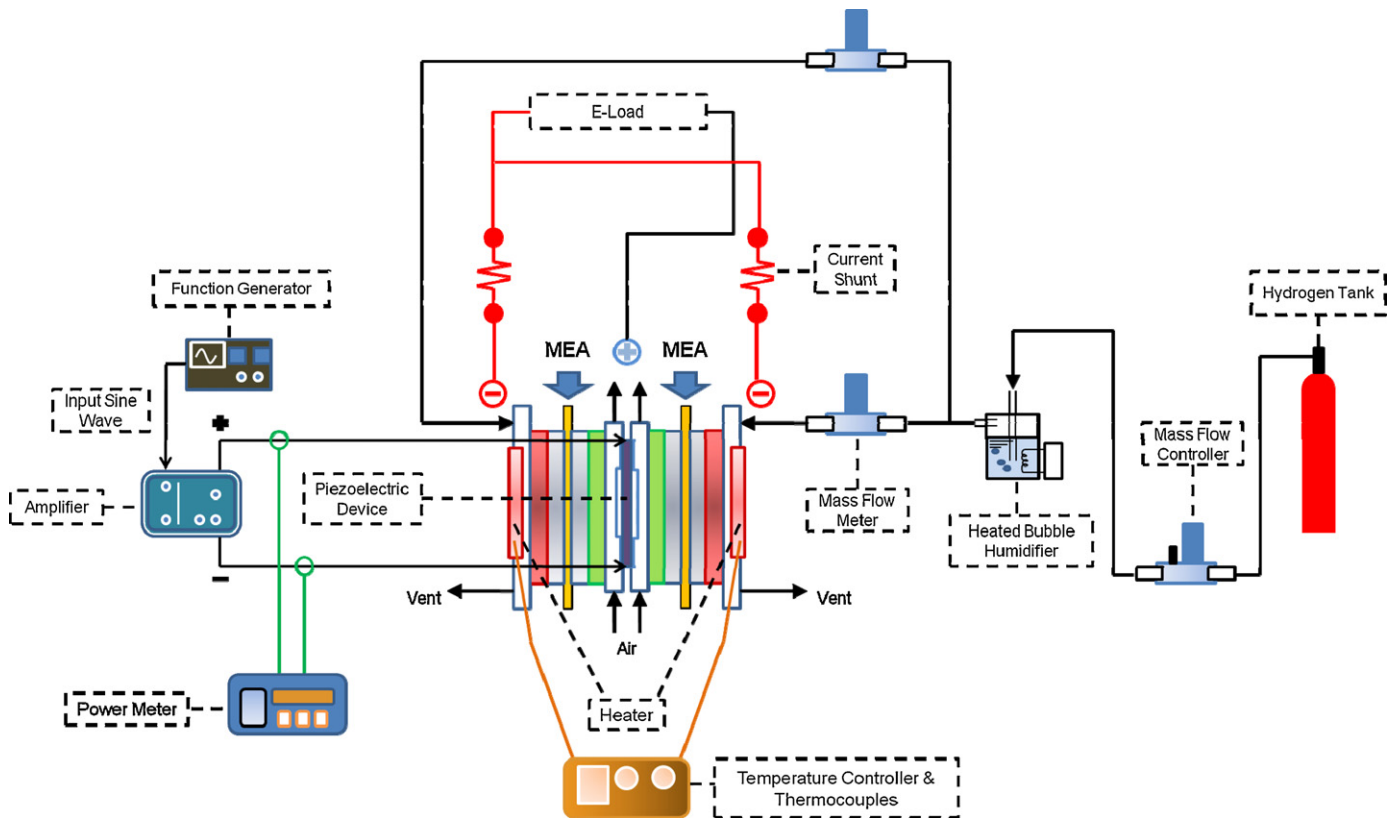 E-Load
Current
Shunt
Function Generator
Hydrogen Tank
MEA
+
MEA
Input Sine
Wave
+
-
-
Mass Flow
Controller
Amplifier
Piezoelectric
Device
Mass Flow
Meter
Heated Bubble
Humidifier
-
Vent
Vent
Air
Power Meter
Heater
Temperature Controller &
Thermocouples